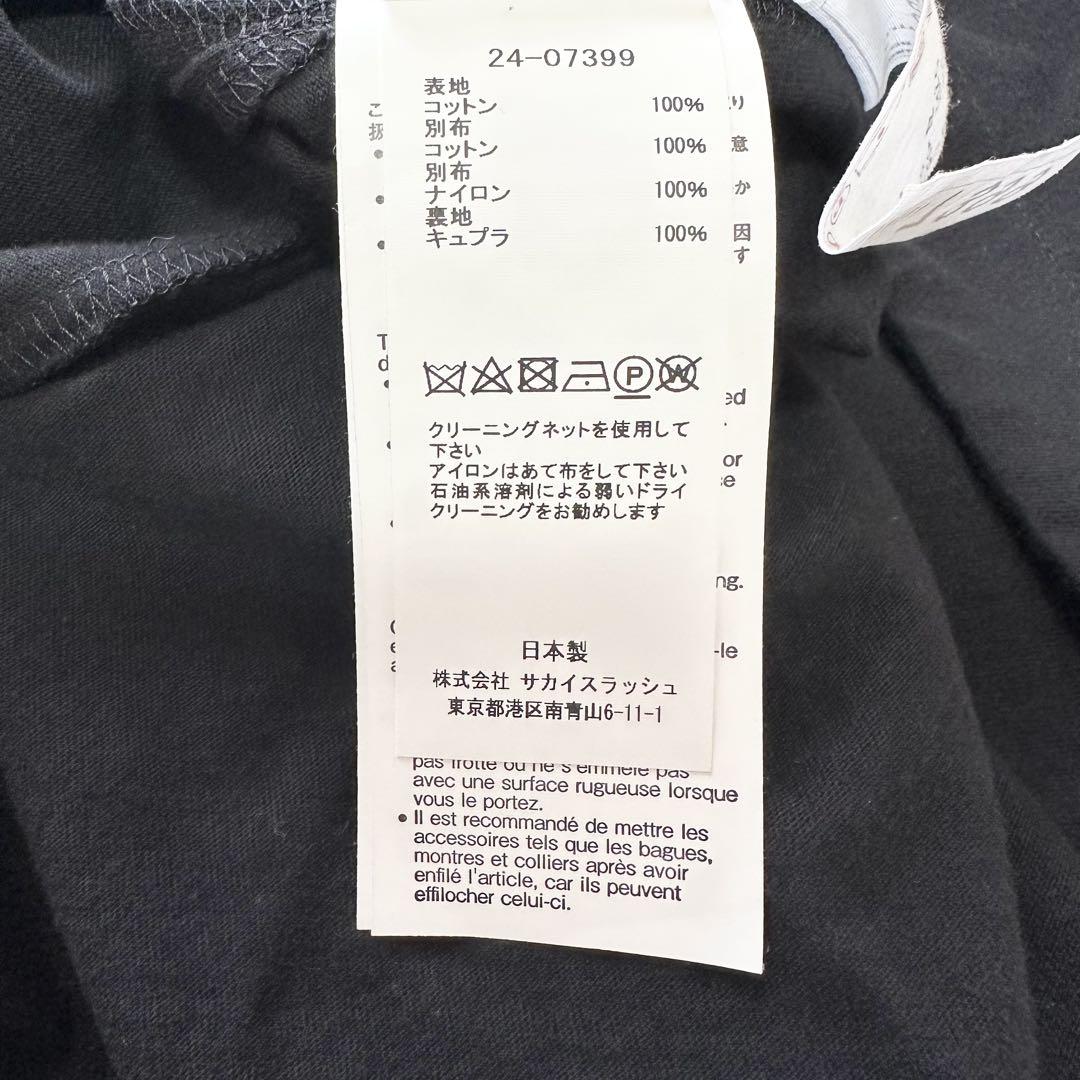 24-07399
表地
コットン 100%
別布
コットン 100%
別布
ナイロン 100%
裏地
キュプラ 100%
クリーニングネットを使用して
下さい
アイロンはあて布をして下さい
石油系溶剤による弱いドライ
クリーニングをお勧めします
日本製
株式会社 サカイスラッシュ
東京都港区南青山6-11-1
pas frotte ou ne s'emmêle pas
avec une surface rugueuse lorsque
vous le portez.
• Il est recommandé de mettre les
accessoires tels que les bagues,
montres et colliers après avoir
enfilé l'article, car ils peuvent
effilocher celui-ci.